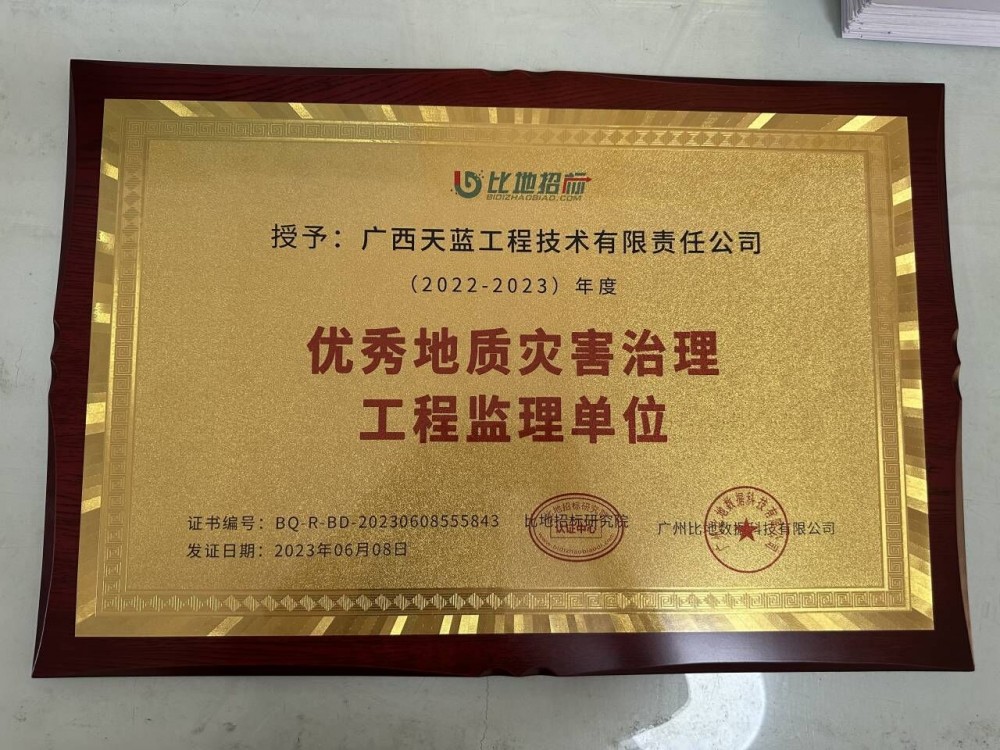 比地招标
BIDIZHAOBIAO.COM
授予：广西天蓝工程技术有限责任公司
（2022-2023）年度
优秀地质灾害治理
工程监理单位
证书编号：BQ-R-BD-20230608555843
发证日期：2023年06月08日
比地招标研究院
认证中心
广州比地数据科技有限公司